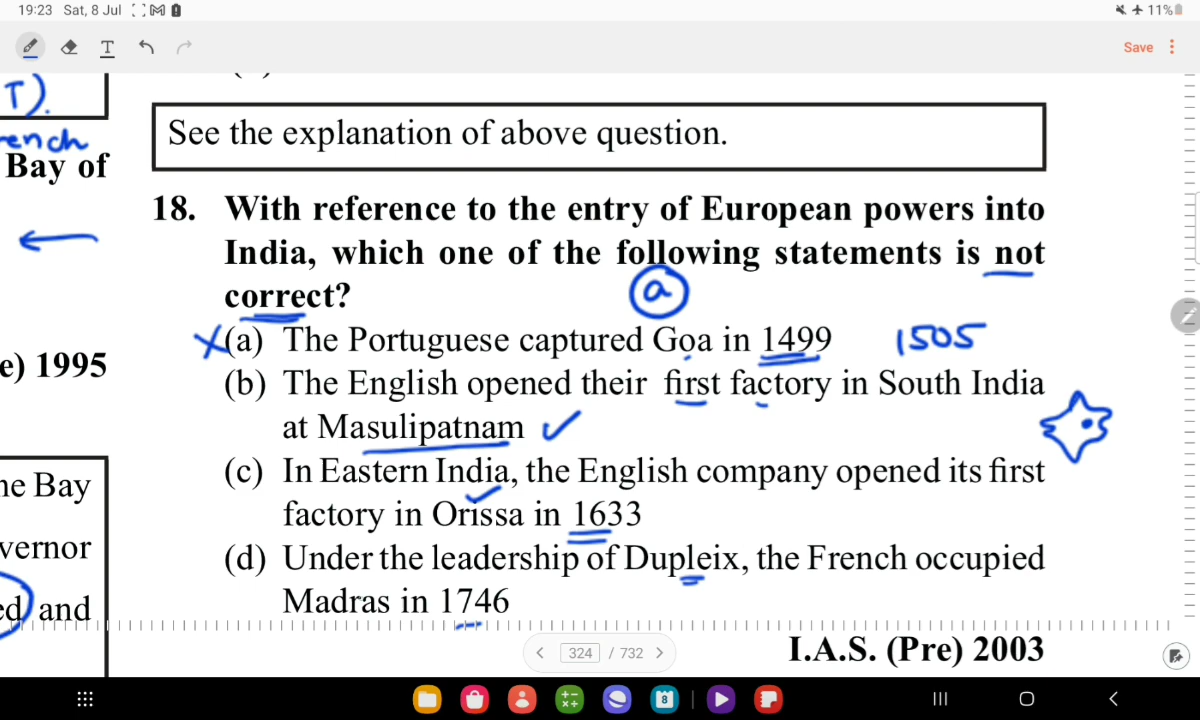 19:23 Sat, 8 Jul
11%
T
Save
T).
rench
Bay of
See the explanation of above question.
18. With reference to the entry of European powers into
India, which one of the following statements is not
correct?
a
X(a) The Portuguese captured Goa in 1499 1505
(b) The English opened their first factory in South India
at Masulipatnam
e) 1995
(c) In Eastern India, the English company opened its first
factory in Orissa in 1633
(d) Under the leadership of Dupleix, the French occupied
Madras in 1746
he Bay
vernor
ed) and
I.A.S. (Pre) 2003
324 / 732
8